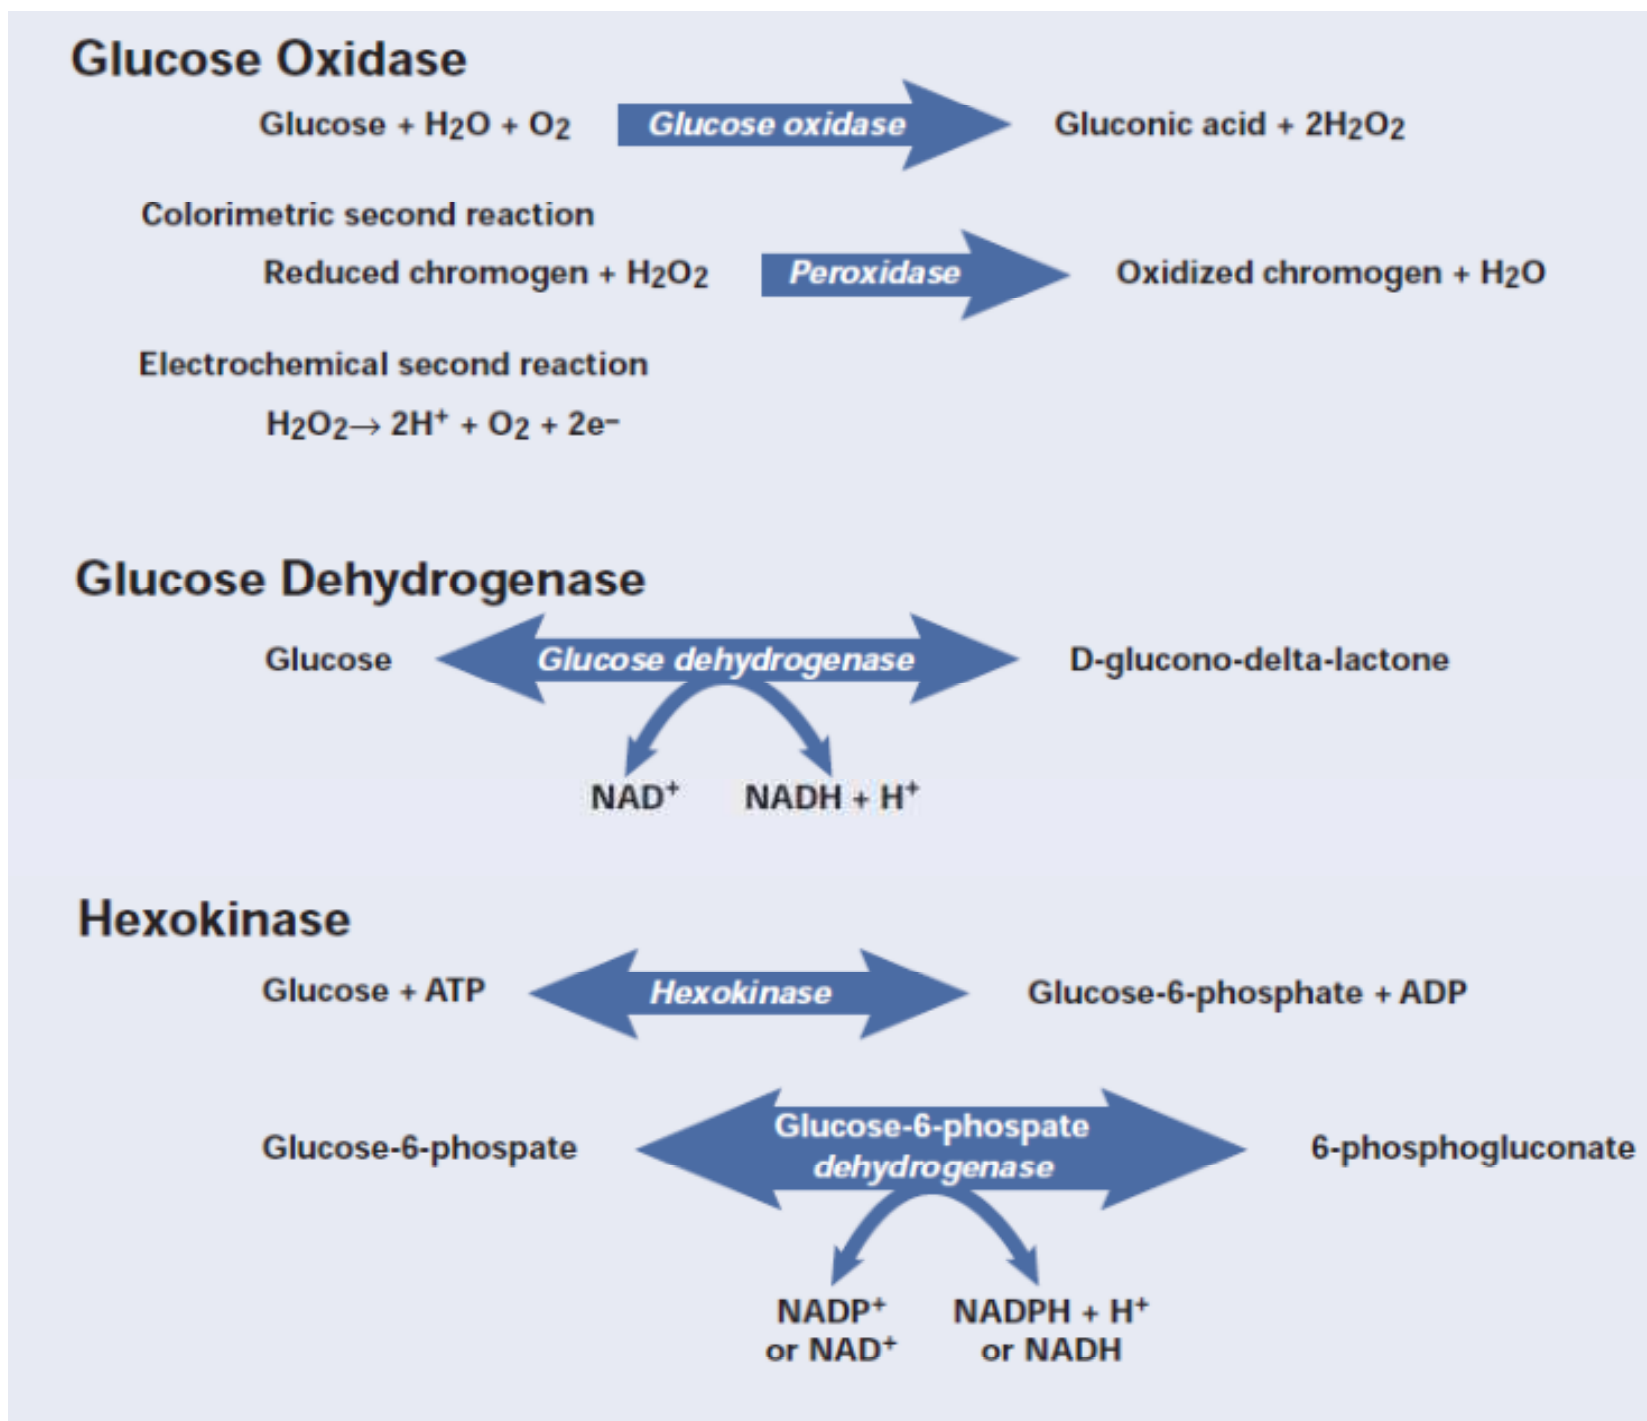 Glucose Oxidase
Glucose + H2O + O2 Glucose oxidase Gluconic acid + 2H2O2
Colorimetric second reaction
Reduced chromogen + H2O2 Peroxidase Oxidized chromogen + H2O
Electrochemical second reaction
H2O2→ 2H+ + O2 + 2e–
Glucose Dehydrogenase
Glucose Glucose dehydrogenase D-glucono-delta-lactone
NAD+ NADH + H+
Hexokinase
Glucose + ATP Hexokinase Glucose-6-phosphate + ADP
Glucose-6-phospate Glucose-6-phospate dehydrogenase 6-phosphogluconate
NADP+ NADPH + H+
or NAD+ or NADH